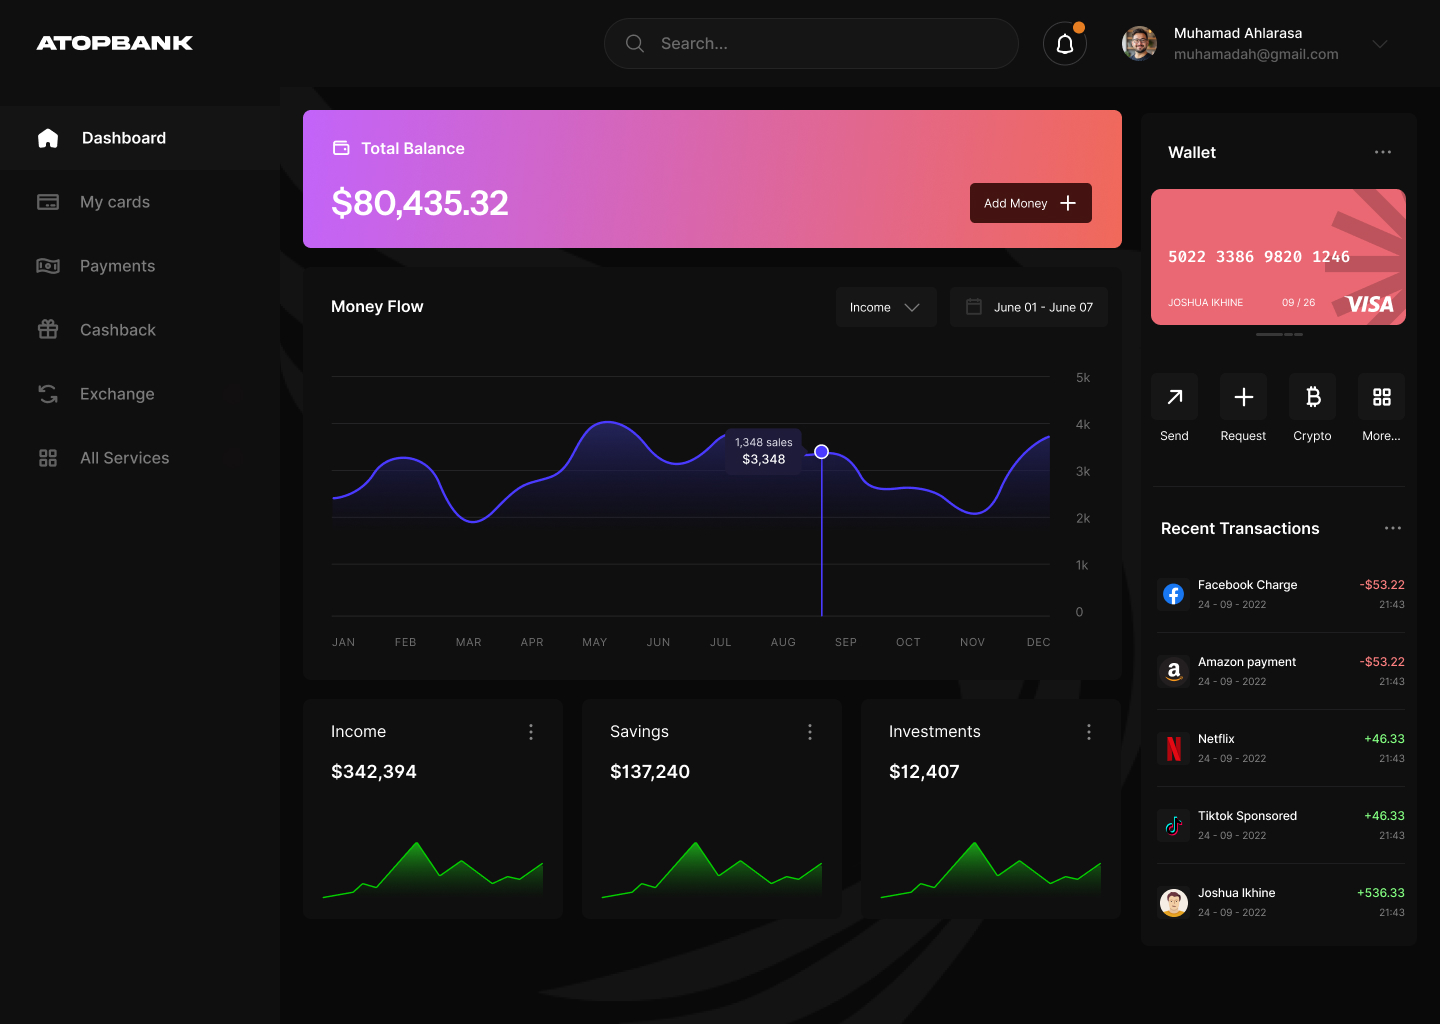 ATOPBANK
Search...
Muhamad Ahlarasa
muhamadah@gmail.com
Dashboard
My cards
Payments
Cashback
Exchange
All Services
Total Balance
$80,435.32
Add Money
Money Flow
Income
June 01 - June 07
5k
4k
3k
2k
1k
0
1,348 sales
$3,348
JAN FEB MAR APR MAY JUN JUL AUG SEP OCT NOV DEC
Income
$342,394
Savings
$137,240
Investments
$12,407
Wallet
5022 3386 9820 1246
JOSHUA IKHINE 09 / 26 VISA
Send Request Crypto More...
Recent Transactions
Facebook Charge -$53.22
24 - 09 - 2022 21:43
Amazon payment -$53.22
24 - 09 - 2022 21:43
Netflix +46.33
24 - 09 - 2022 21:43
Tiktok Sponsored +46.33
24 - 09 - 2022 21:43
Joshua Ikhine +536.33
24 - 09 - 2022 21:43